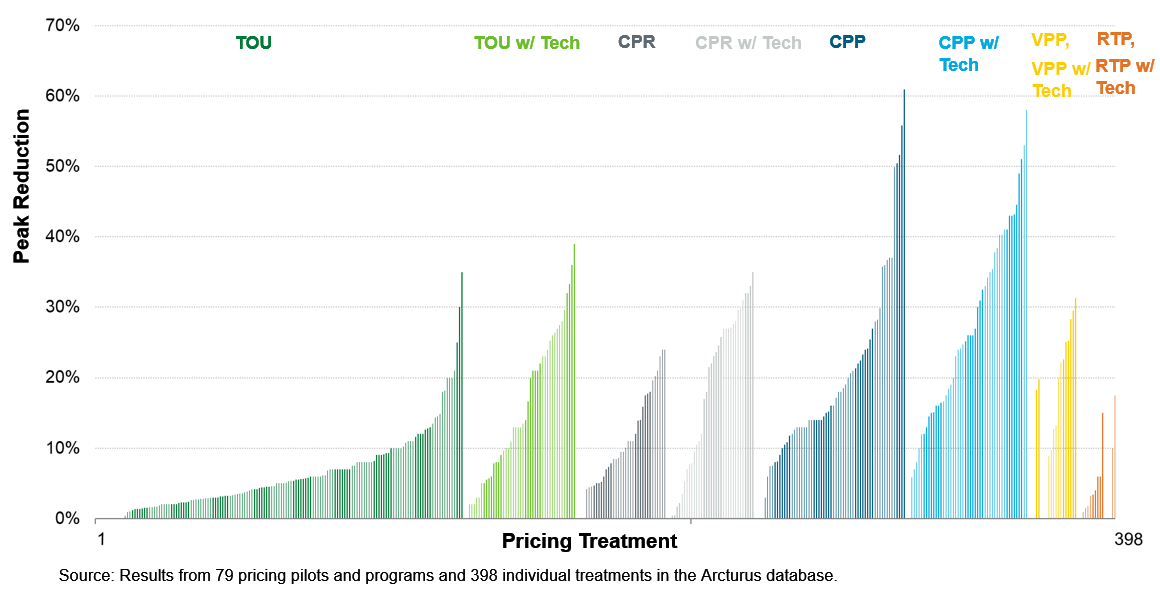 70%
TOU
TOU w/ Tech
CPR
CPR w/ Tech
CPP
CPP w/
Tech
VPP,
VPP w/
Tech
RTP,
RTP w/
Tech
60%
50%
40%
30%
20%
10%
0%
Peak Reduction
1
Pricing Treatment
398
Source: Results from 79 pricing pilots and programs and 398 individual treatments in the Arcturus database.